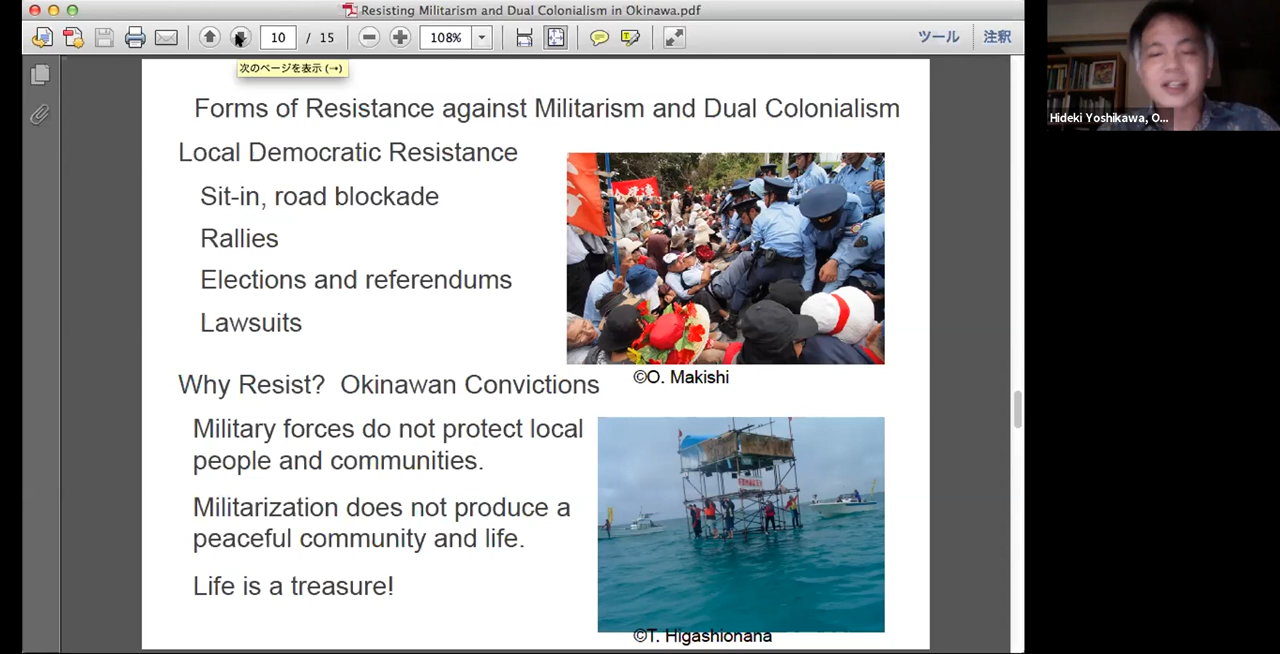 Resisting Militarism and Dual Colonialism in Okinawa.pdf
10 / 15
108%
ツール
注釈
次のページを表示 (→)
Forms of Resistance against Militarism and Dual Colonialism
Local Democratic Resistance
Sit-in, road blockade
Rallies
Elections and referendums
Lawsuits
©O. Makishi
Why Resist? Okinawan Convictions
Military forces do not protect local
people and communities.
Militarization does not produce a
peaceful community and life.
Life is a treasure!
©T. Higashionana
Hideki Yoshikawa, O...